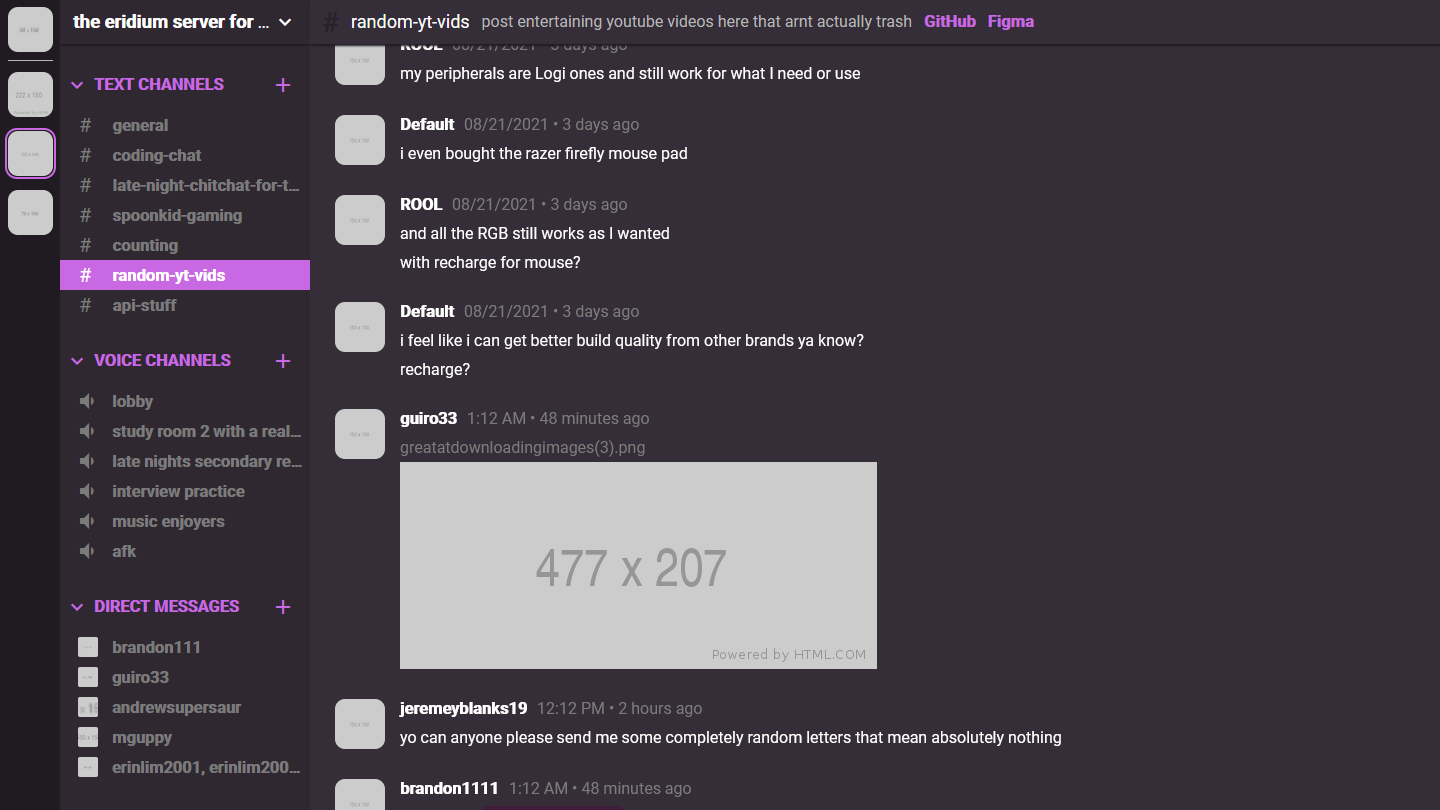 the eridium server for ...
# random-yt-vids post entertaining youtube videos here that arnt actually trash GitHub Figma
222 x 150
TEXT CHANNELS +
# general
# coding-chat
# late-night-chitchat-for-t...
# spoonkid-gaming
# counting
# random-yt-vids
# api-stuff
VOICE CHANNELS +
lobby
study room 2 with a real...
late nights secondary re...
interview practice
music enjoyers
afk
DIRECT MESSAGES +
brandon111
guiro33
andrewsupersaur
mguppy
erinlim2001, erinlim200...
ROOL 08/21/2021 • 3 days ago
my peripherals are Logi ones and still work for what I need or use
Default 08/21/2021 • 3 days ago
i even bought the razer firefly mouse pad
ROOL 08/21/2021 • 3 days ago
and all the RGB still works as I wanted
with recharge for mouse?
Default 08/21/2021 • 3 days ago
i feel like i can get better build quality from other brands ya know?
recharge?
guiro33 1:12 AM • 48 minutes ago
greatatdownloadingimages(3).png
477 x 207
Powered by HTML.COM
jeremeyblanks19 12:12 PM • 2 hours ago
yo can anyone please send me some completely random letters that mean absolutely nothing
brandon1111 1:12 AM • 48 minutes ago